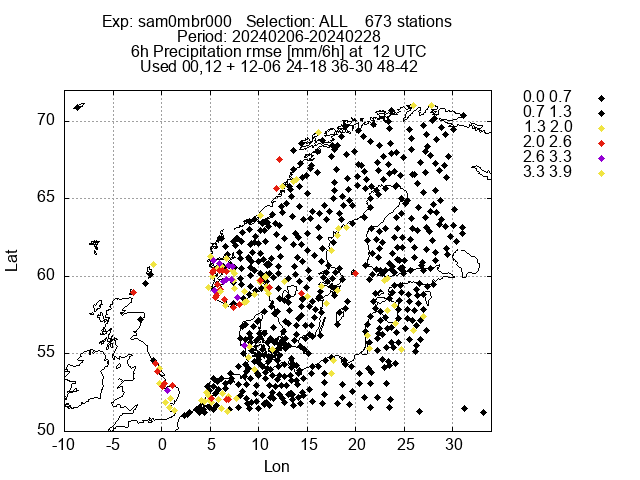 Exp: sam0mbr000   Selection: ALL    673 stations
Period: 20240206-20240228
6h Precipitation rmse [mm/6h] at  12 UTC
Used 00,12 + 12-06 24-18 36-30 48-42
0.0 0.7
0.7 1.3
1.3 2.0
2.0 2.6
2.6 3.3
3.3 3.9
70
65
60
55
50
Lat
-10 -5 0 5 10 15 20 25 30
Lon